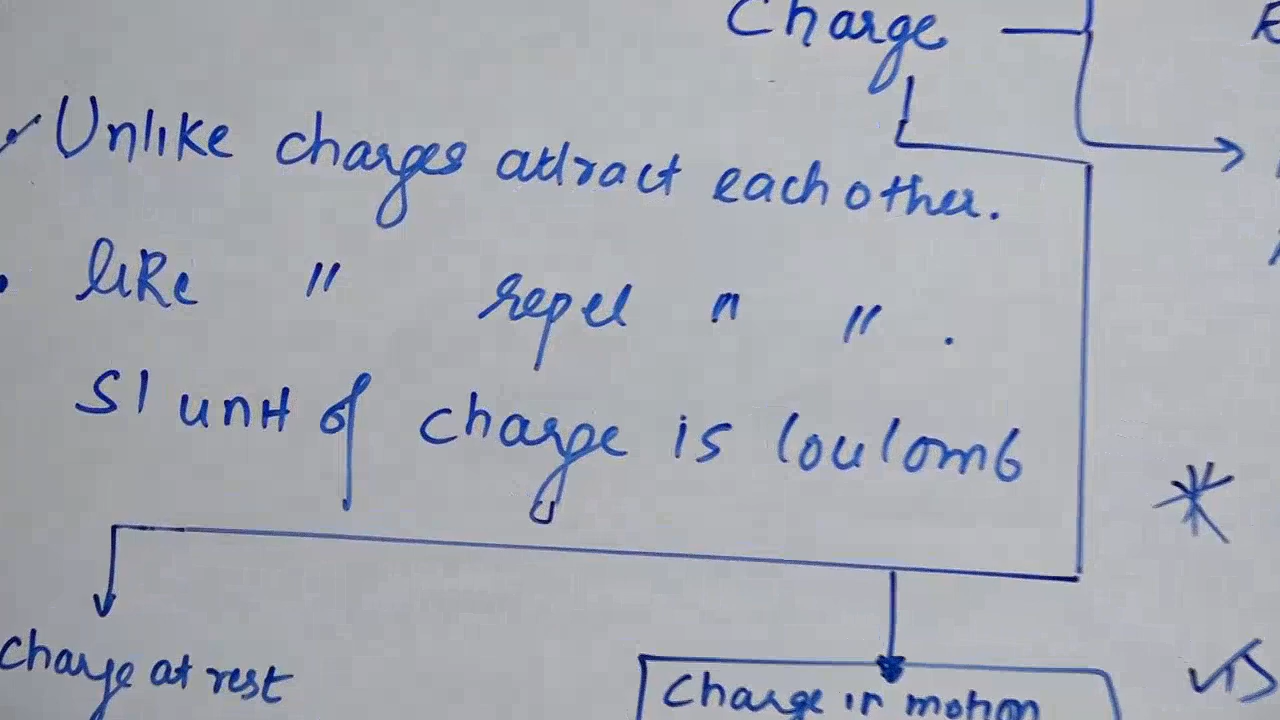 Charge
Unlike charges attract each other.
like " repel " " .
SI unit of charge is Coulomb
Charge at rest
Charge in motion